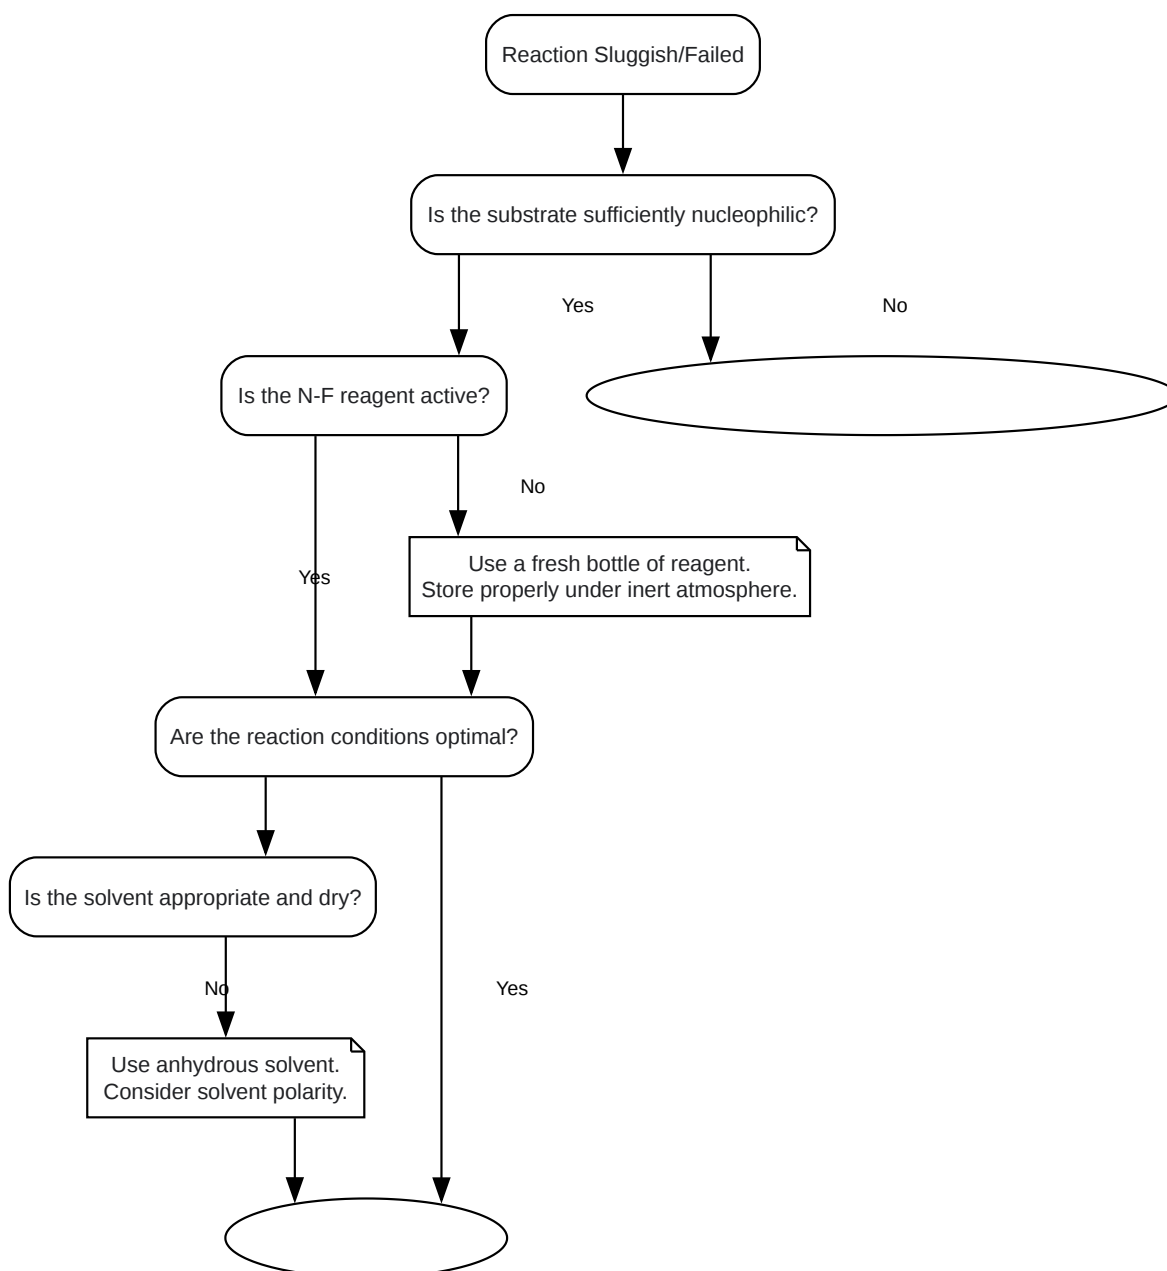 Reaction Sluggish/Failed
Is the substrate sufficiently nucleophilic?
Yes
No
Is the N-F reagent active?
No
Use a fresh bottle of reagent.
Store properly under inert atmosphere.
Yes
Are the reaction conditions optimal?
Is the solvent appropriate and dry?
No
Yes
Use anhydrous solvent.
Consider solvent polarity.